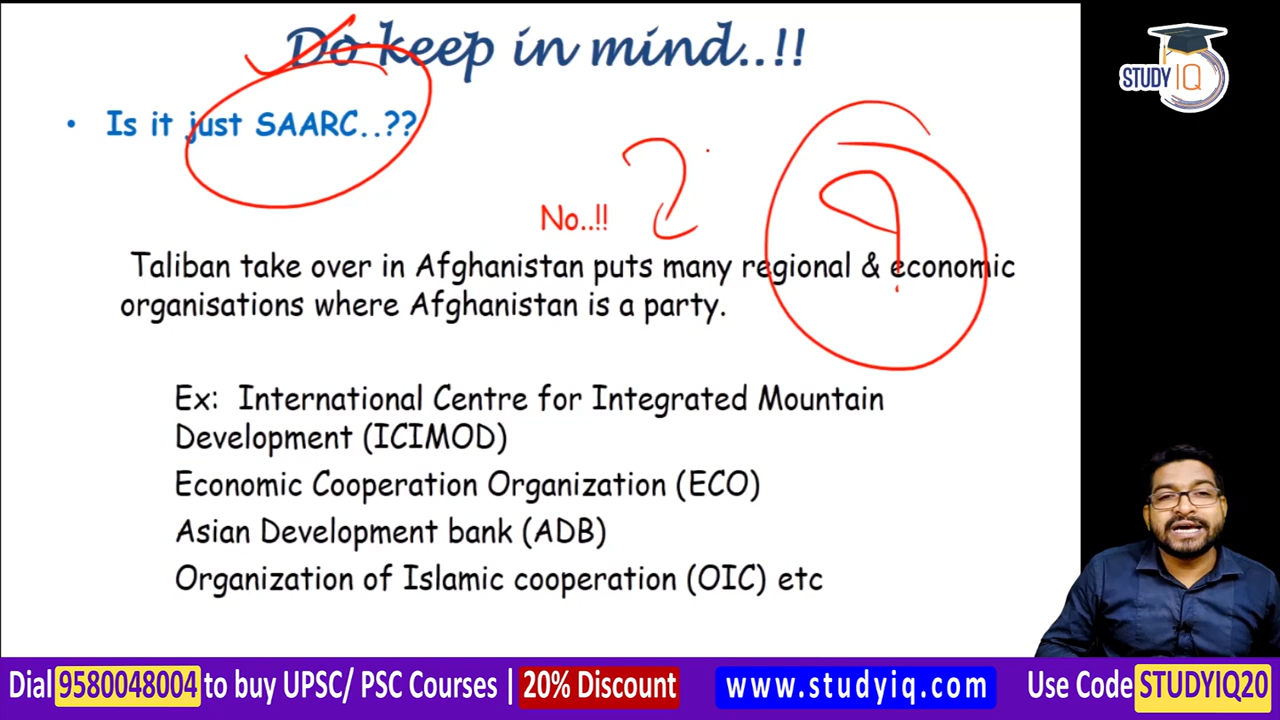 Do keep in mind..!!
STUDY IQ
• Is it just SAARC..??
No..!!
Taliban take over in Afghanistan puts many regional & economic
organisations where Afghanistan is a party.
Ex: International Centre for Integrated Mountain
Development (ICIMOD)
Economic Cooperation Organization (ECO)
Asian Development bank (ADB)
Organization of Islamic cooperation (OIC) etc
Dial 9580048004 to buy UPSC/ PSC Courses | 20% Discount www.studyiq.com Use Code STUDYIQ20